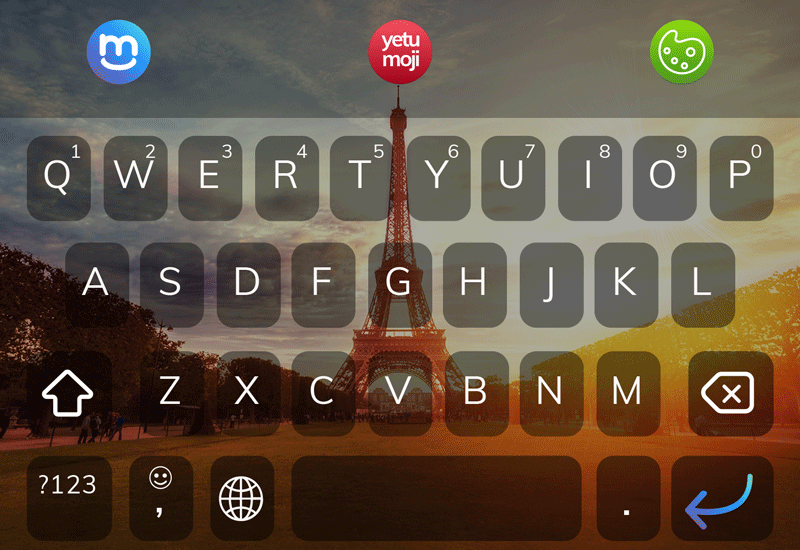 m
yetu
moji
1 2 3 4 5 6 7 8 9 0
Q W E R T Y U I O P
A S D F G H J K L
Z X C V B N M
?123 , .